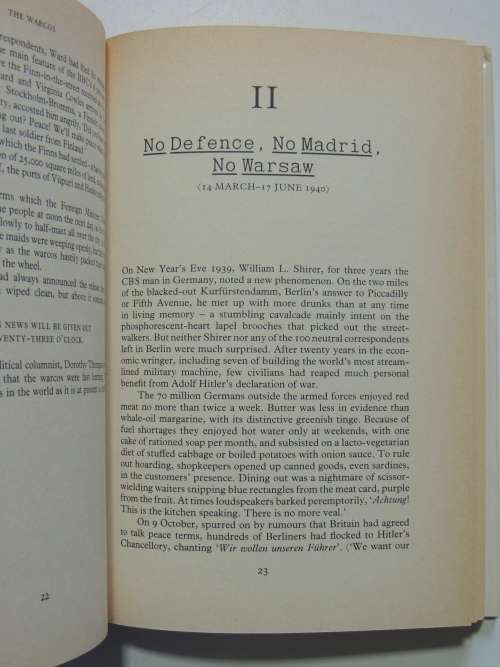 THE WARCOS
respondents, Ward had
main feature of the BBC's
the Finn-in-the-street
and Virginia Cowles
Stockholm-Bromma, a
accosted him angrily.
out? Peace! We'll make
last soldier from Finland.'
which the Finns had settled
of 25,000 square miles of
the ports of Viipuri and
which the Foreign Minister
people at noon the next day,
slowly to half-mast all over the
maids were weeping openly,
as the warcos hastily packed
the wheel.
had always announced the
wiped clean, but above it
NEWS WILL BE GIVEN OUT
TWENTY-THREE O'CLOCK.
political columnist, Dorothy
that the warcos were
in the world as it is at present
22
II
No Defence, No Madrid,
No Warsaw
(14 MARCH–17 JUNE 1940)
On New Year's Eve 1939, William L. Shirer, for three years the
CBS man in Germany, noted a new phenomenon. On the two miles
of the blacked-out Kurfürstendamm, Berlin's answer to Piccadilly
or Fifth Avenue, he met up with more drunks than at any time
in living memory – a stumbling cavalcade mainly intent on the
phosphorescent-heart lapel brooches that picked out the street-
walkers. But neither Shirer nor any of the 100 neutral correspondents
left in Berlin were much surprised. After twenty years in the econ-
omic wringer, including seven of building the world's most stream-
lined military machine, few civilians had reaped much personal
benefit from Adolf Hitler's declaration of war.
The 70 million Germans outside the armed forces enjoyed red
meat no more than twice a week. Butter was less in evidence than
whale-oil margarine, with its distinctive greenish tinge. Because of
fuel shortages they enjoyed hot water only at weekends, with one
cake of rationed soap per month, and subsisted on a lacto-vegetarian
diet of stuffed cabbage or boiled potatoes with onion sauce. To rule
out hoarding, shopkeepers opened up canned goods, even sardines,
in the customers' presence. Dining out was a nightmare of scissor-
wielding waiters snipping blue rectangles from the meat card, purple
from the fruit. At times loudspeakers barked peremptorily, 'Achtung!
This is the kitchen speaking. There is no more veal.'
On 9 October, spurred on by rumours that Britain had agreed
to talk peace terms, hundreds of Berliners had flocked to Hitler's
Chancellory, chanting 'Wir wollen unseren Führer'. ('We want our
23